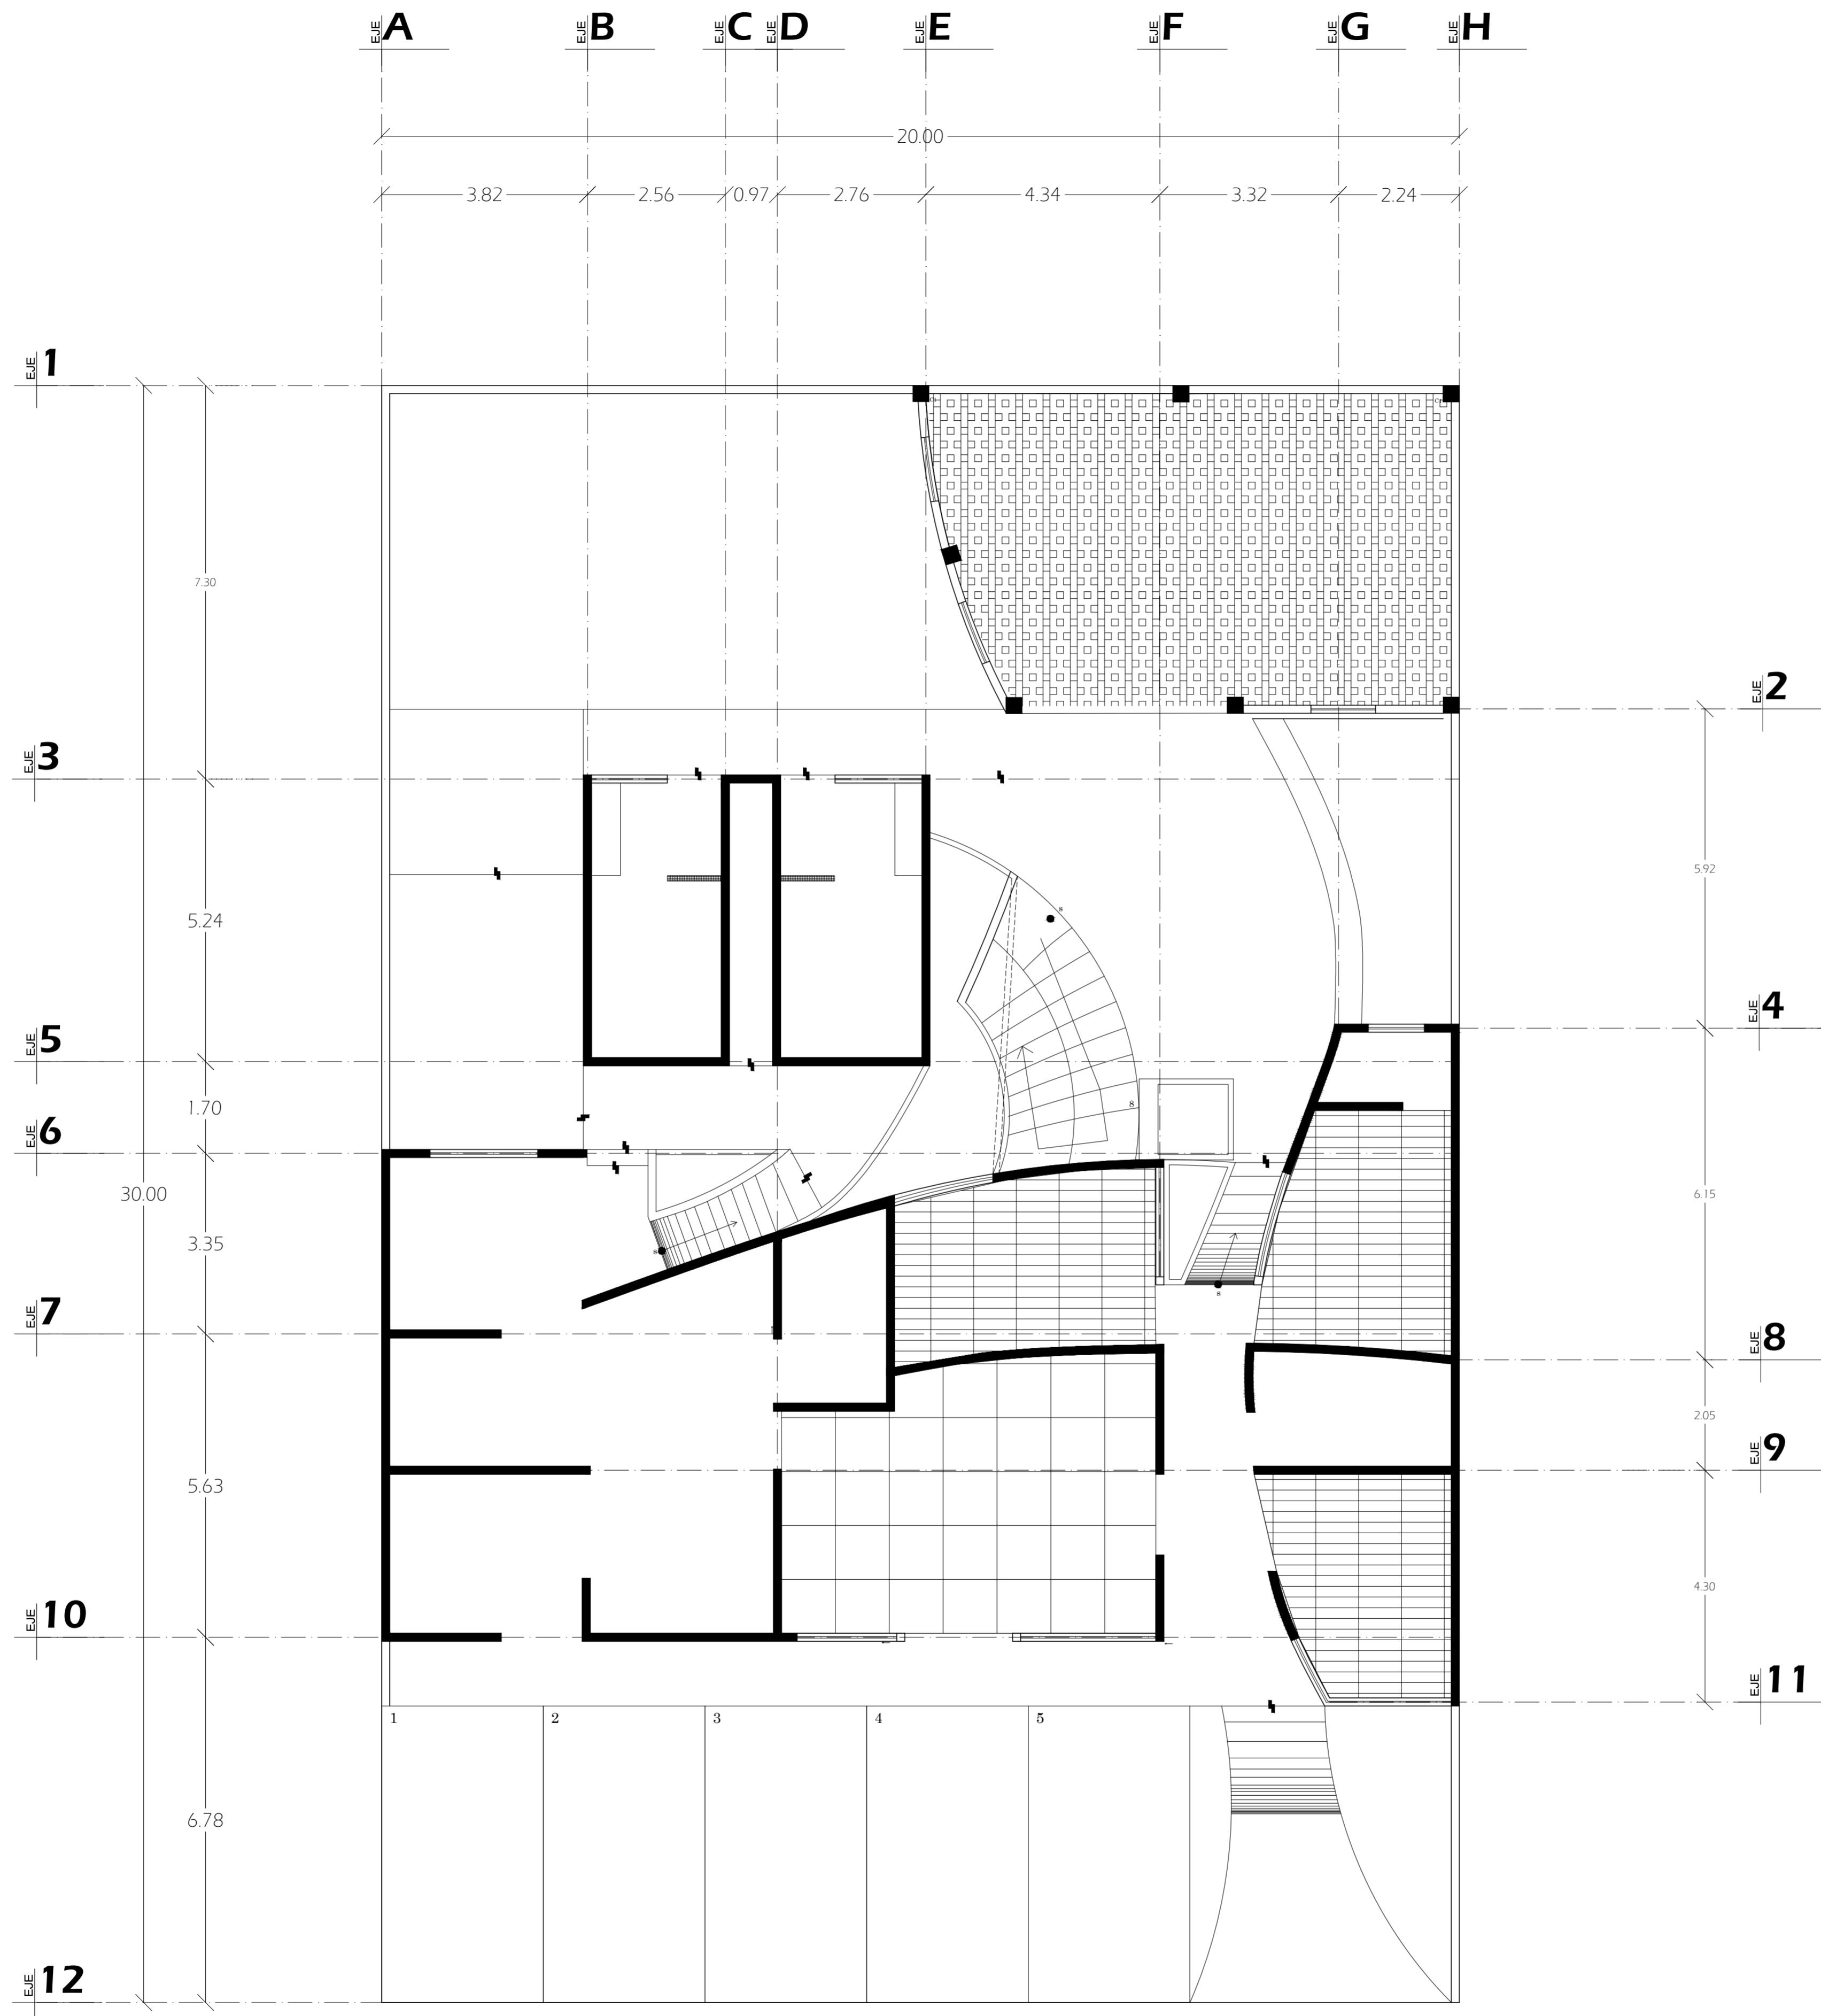 EJE A EJE B EJE C EJE D EJE E EJE F EJE G EJE H
20.00
3.82 2.56 0.97 2.76 4.34 3.32 2.24
EJE 1
7.30
EJE 2
EJE 3
5.92
s
5.24
EJE 4
EJE 5
8
1.70
EJE 6
30.00
6.15
3.35
s
s
EJE 7
EJE 8
2.05
EJE 9
5.63
4.30
EJE 10
EJE 11
1 2 3 4 5
6.78
EJE 12